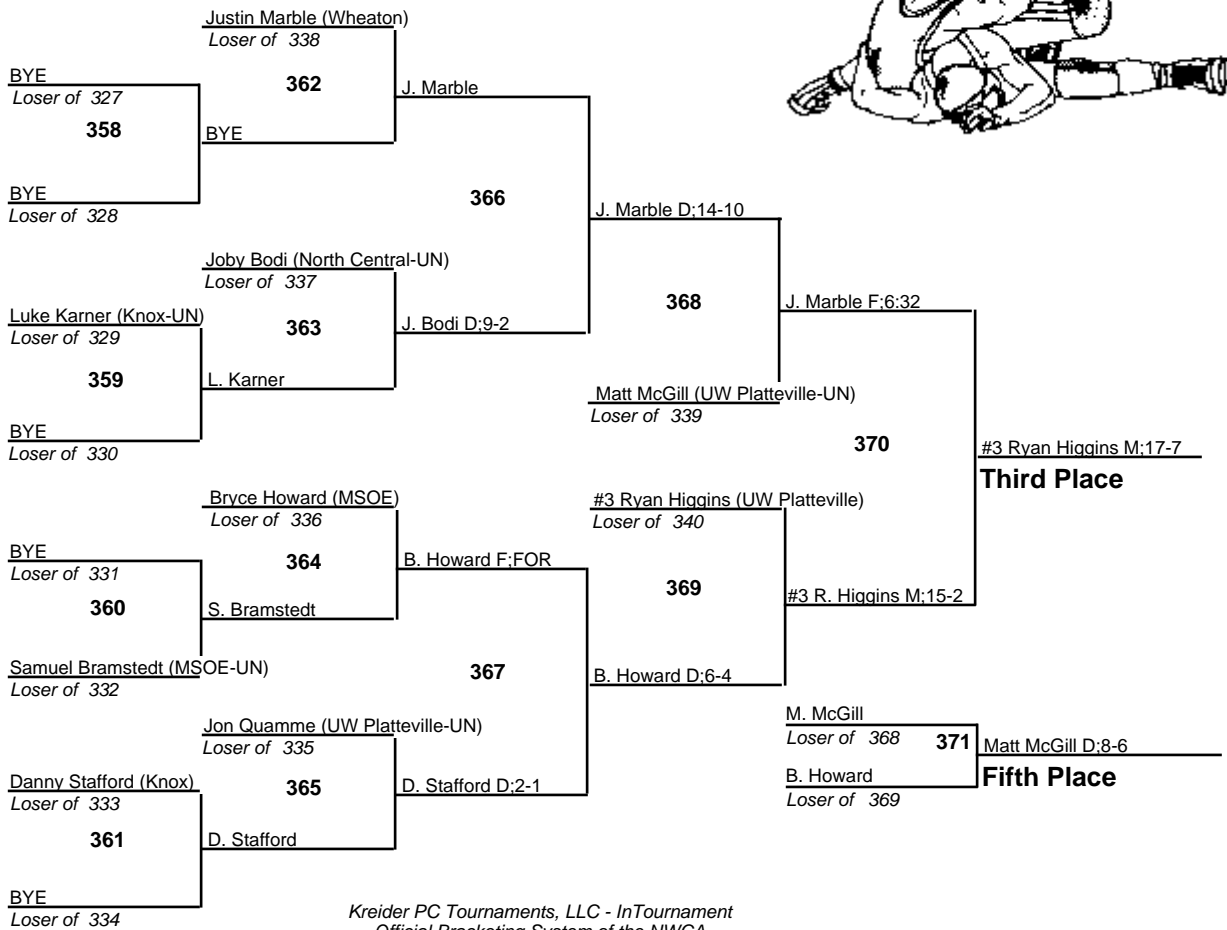 Justin Marble (Wheaton)
Loser of 338
362
J. Marble
BYE
Loser of 327
358
BYE
BYE
Loser of 328
366
J. Marble D;14-10
Joby Bodi (North Central-UN)
Loser of 337
363
J. Bodi D;9-2
Luke Karner (Knox-UN)
Loser of 329
359
L. Karner
BYE
Loser of 330
368
J. Marble F;6:32
Matt McGill (UW Platteville-UN)
Loser of 339
370
#3 Ryan Higgins M;17-7
Third Place
Bryce Howard (MSOE)
Loser of 336
364
B. Howard F;FOR
BYE
Loser of 331
360
S. Bramstedt
Samuel Bramstedt (MSOE-UN)
Loser of 332
#3 Ryan Higgins (UW Platteville)
Loser of 340
369
#3 R. Higgins M;15-2
367
B. Howard D;6-4
Jon Quamme (UW Platteville-UN)
Loser of 335
365
D. Stafford D;2-1
Danny Stafford (Knox)
Loser of 333
361
D. Stafford
BYE
Loser of 334
M. McGill
Loser of 368
371
Matt McGill D;8-6
Fifth Place
B. Howard
Loser of 369
Kreider PC Tournaments, LLC - InTournament
Official Bracketing System of the NWCA